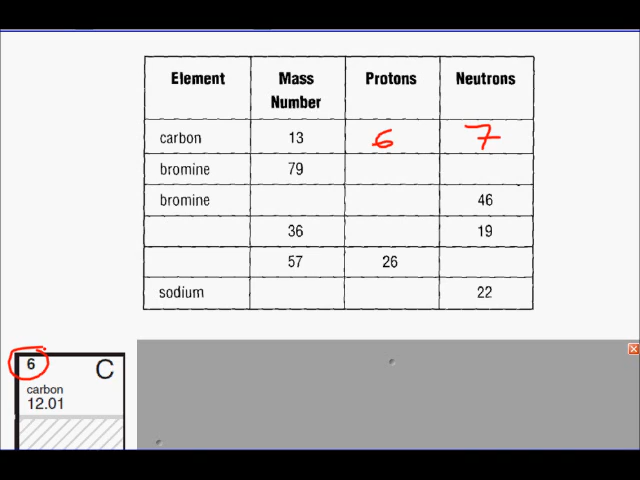 Element Mass Number Protons Neutrons
carbon 13 6 7
bromine 79
bromine 46
36 19
57 26
sodium 22
6 C
carbon
12.01